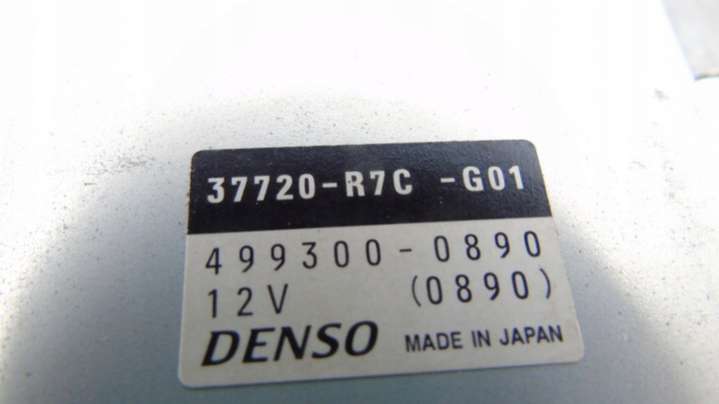 37720-R7C -G01
499300-0890
12V (0890)
DENSO MADE IN JAPAN